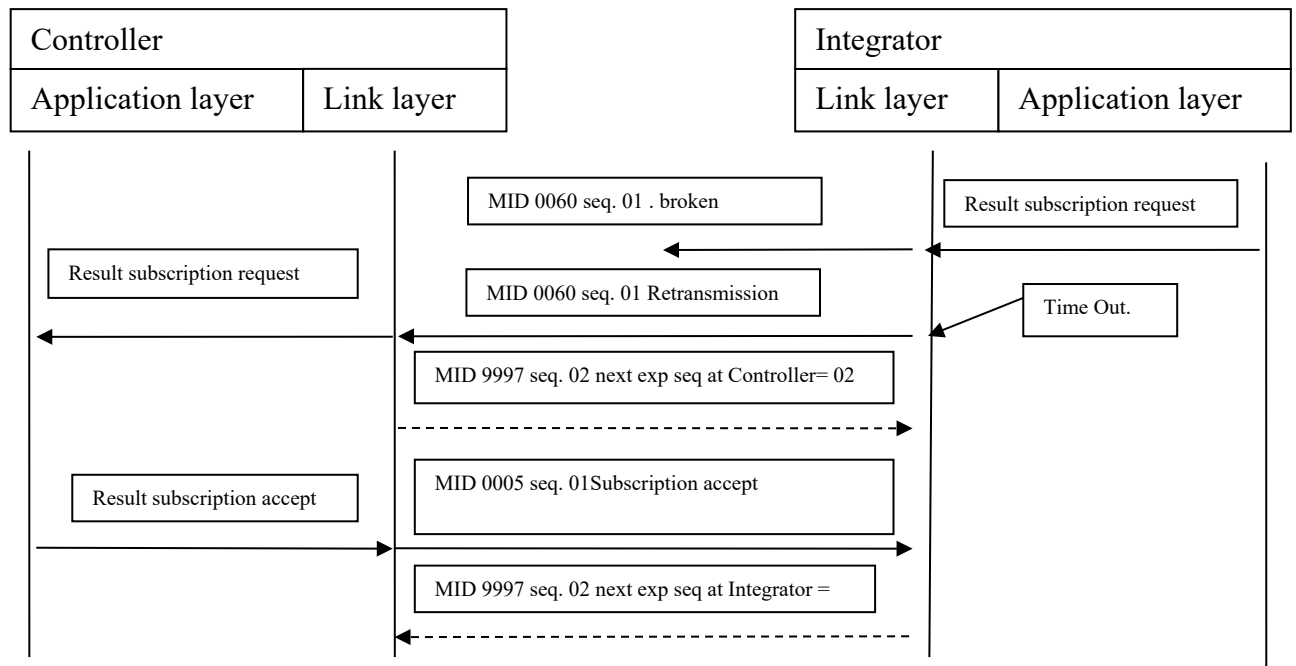 Controller
Integrator
Application layer
Link layer
Link layer
Application layer
MID 0060 seq. 01 . broken
Result subscription request
Result subscription request
MID 0060 seq. 01 Retransmission
Time Out.
MID 9997 seq. 02 next exp seq at Controller= 02
MID 0005 seq. 01Subscription accept
Result subscription accept
MID 9997 seq. 02 next exp seq at Integrator =